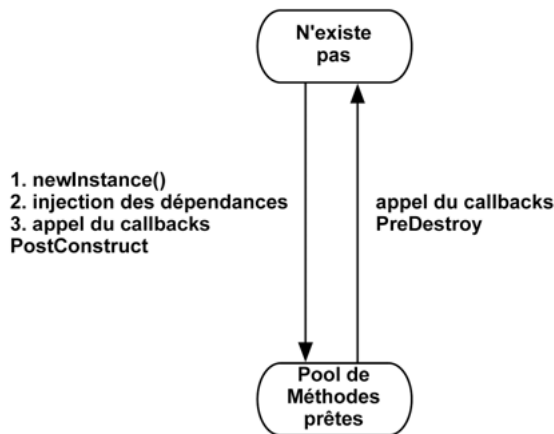 N'existe
pas
1. newInstance()
2. injection des dépendances
3. appel du callbacks
PostConstruct
appel du callbacks
PreDestroy
Pool de
Méthodes
prêtes